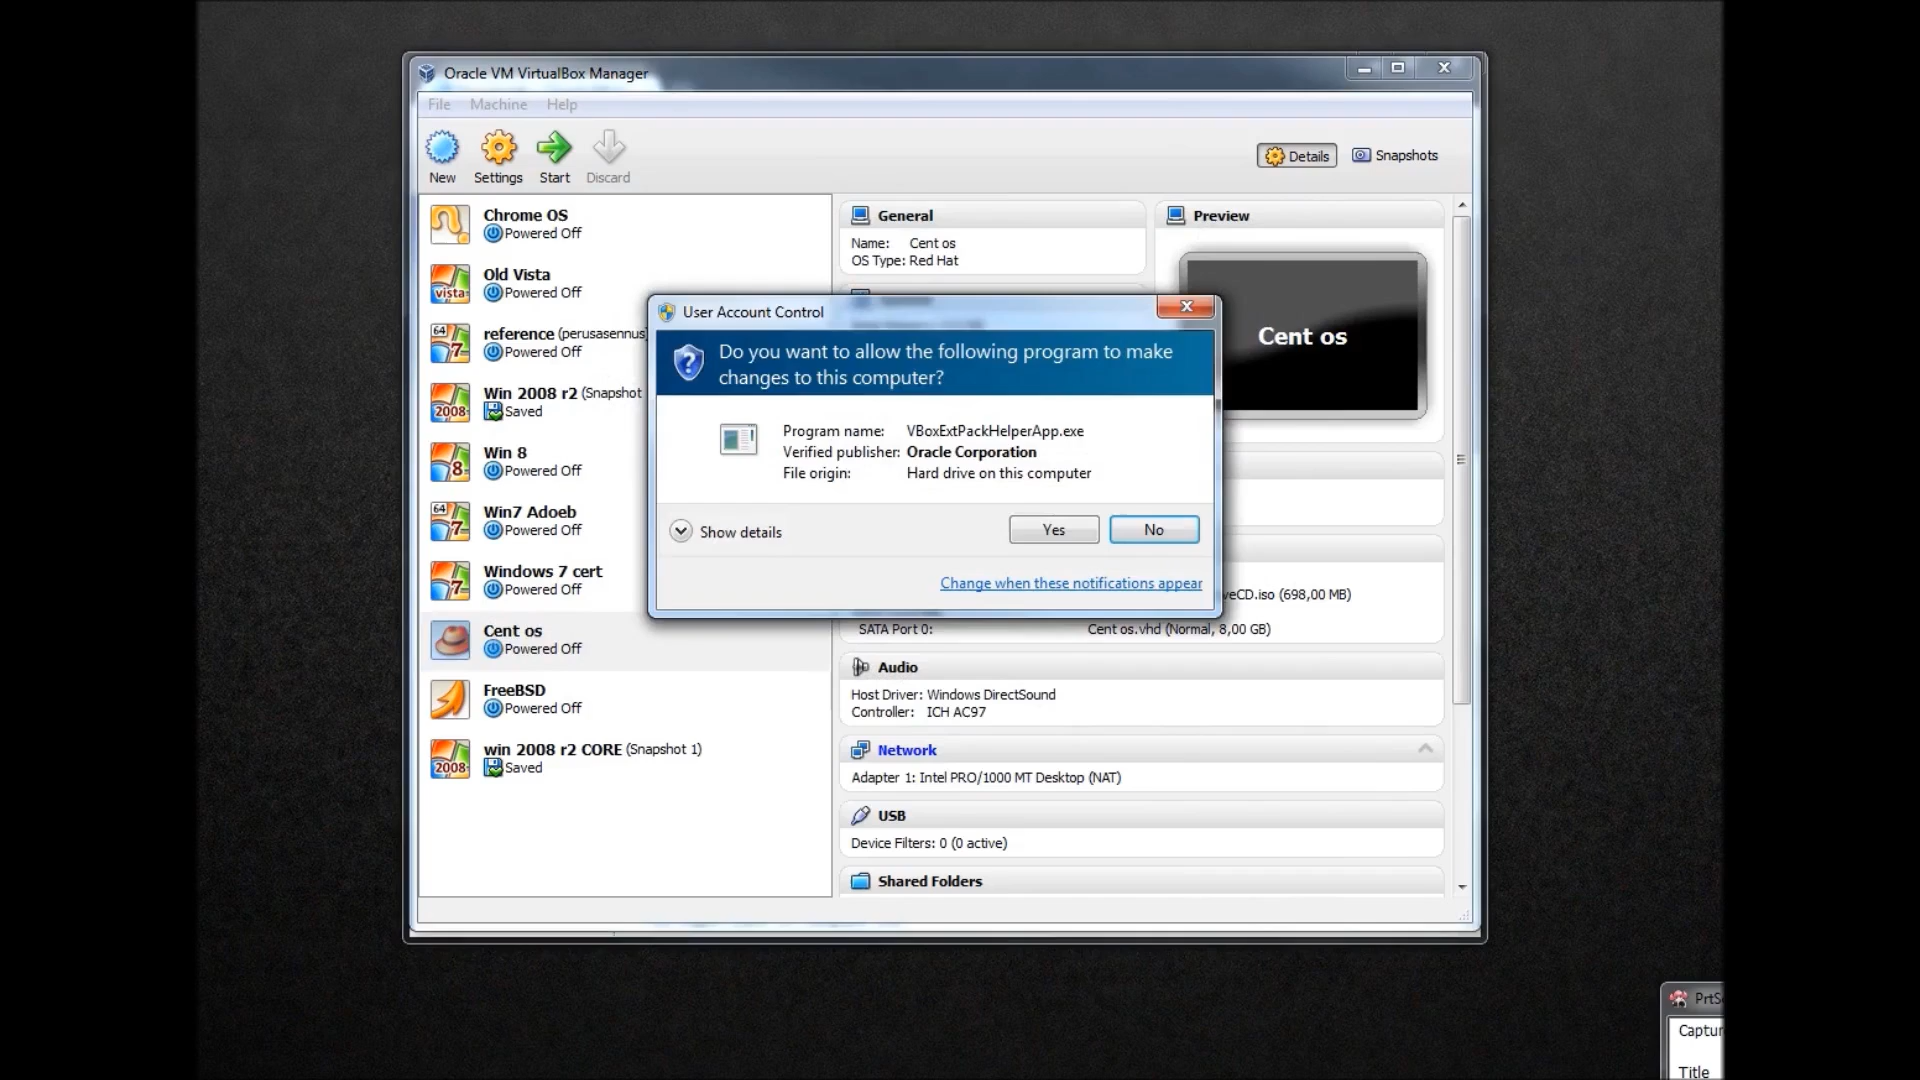 Oracle VM VirtualBox Manager
File Machine Help
New Settings Start Discard
Details Snapshots
Chrome OS
Powered Off
Old Vista
Powered Off
reference (perusasennus)
Powered Off
Win 2008 r2 (Snapshot
Saved
Win 8
Powered Off
Win7 Adoeb
Powered Off
Windows 7 cert
Powered Off
Cent os
Powered Off
FreeBSD
Powered Off
win 2008 r2 CORE (Snapshot 1)
Saved
General
Name: Cent os
OS Type: Red Hat
Preview
Cent os
User Account Control
Do you want to allow the following program to make
changes to this computer?
Program name: VBoxExtPackHelperApp.exe
Verified publisher: Oracle Corporation
File origin: Hard drive on this computer
Show details
Yes No
Change when these notifications appear
veCD.iso (698,00 MB)
SATA Port 0: Cent os.vhd (Normal, 8,00 GB)
Audio
Host Driver: Windows DirectSound
Controller: ICH AC97
Network
Adapter 1: Intel PRO/1000 MT Desktop (NAT)
USB
Device Filters: 0 (0 active)
Shared Folders
PrtS
Captur
Title